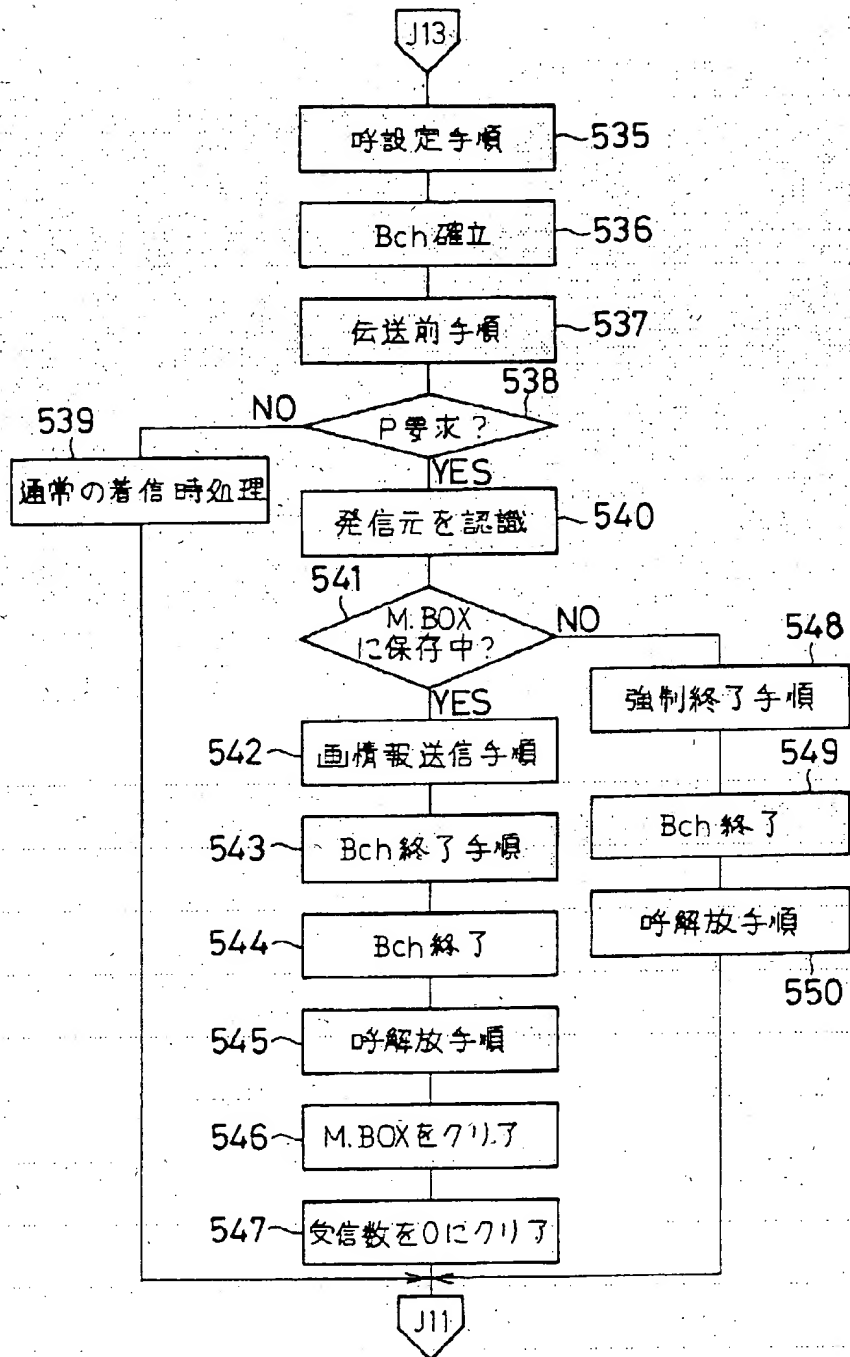 J13
呼設定手順
535
Bch確立
536
伝送前手順
537
538
P要求?
NO
YES
539
通常の着信時処理
発信元を認識
540
541
M.BOX
に保存中?
NO
YES
548
強制終了手順
542
画情報送信手順
549
Bch終了
543
Bch終了手順
呼解放手順
550
544
Bch終了
545
呼解放手順
546
M.BOXをクリア
547
受信数を0にクリア
J11